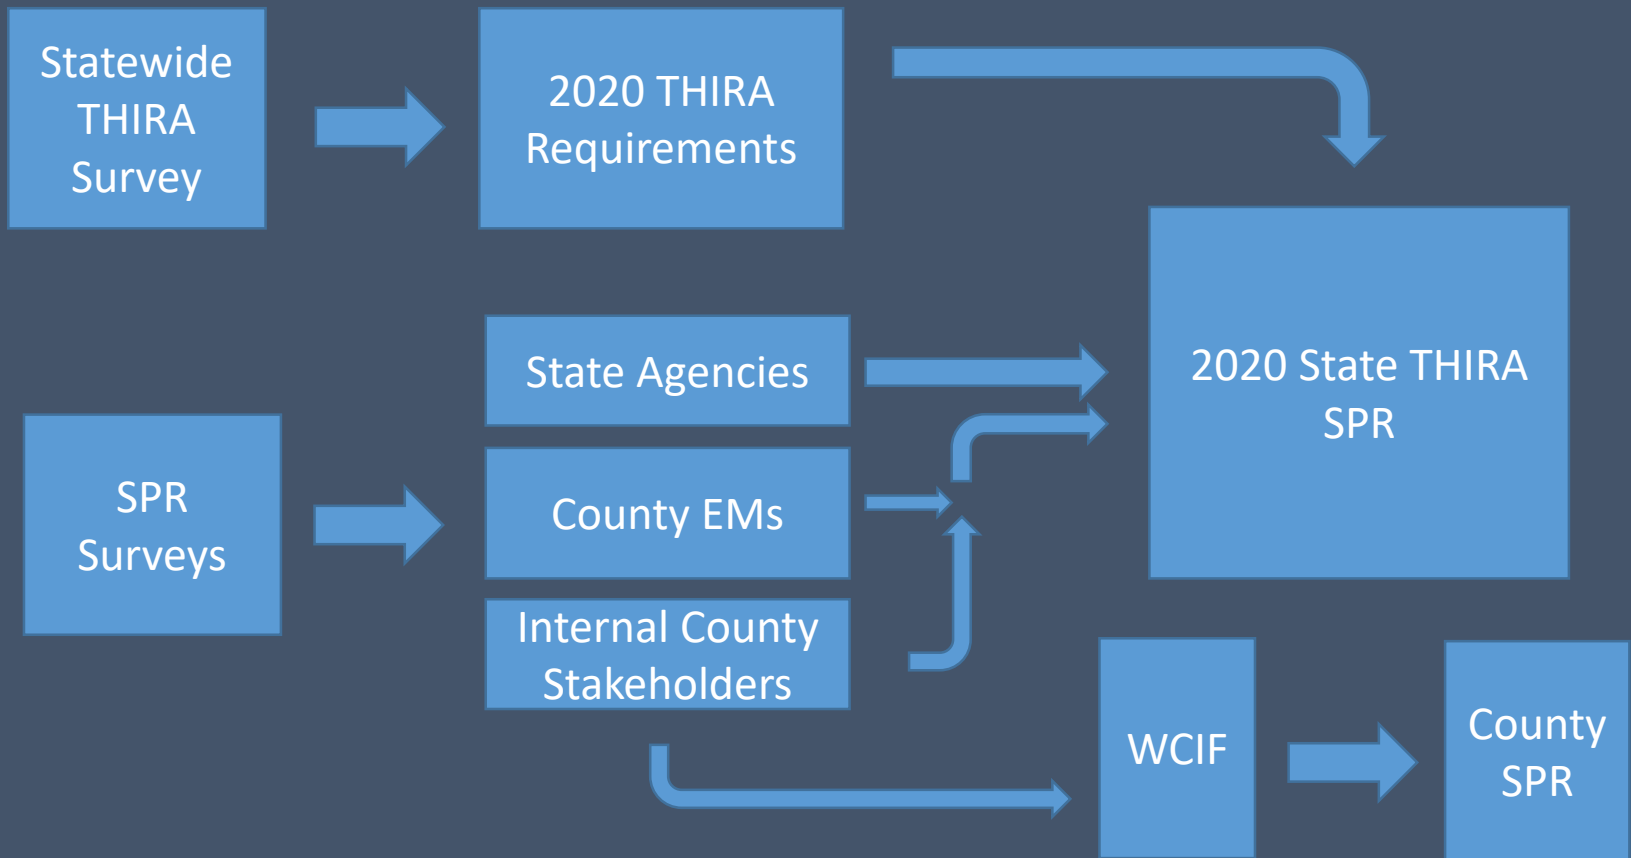 Statewide
THIRA
Survey
2020 THIRA
Requirements
State Agencies
2020 State THIRA
SPR
SPR
Surveys
County EMs
Internal County
Stakeholders
WCIF
County
SPR